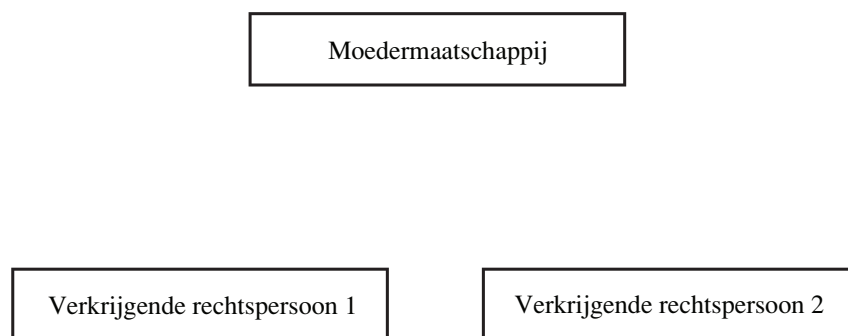 Moedermaatschappij
Verkrijgende rechtspersoon 1
Verkrijgende rechtspersoon 2